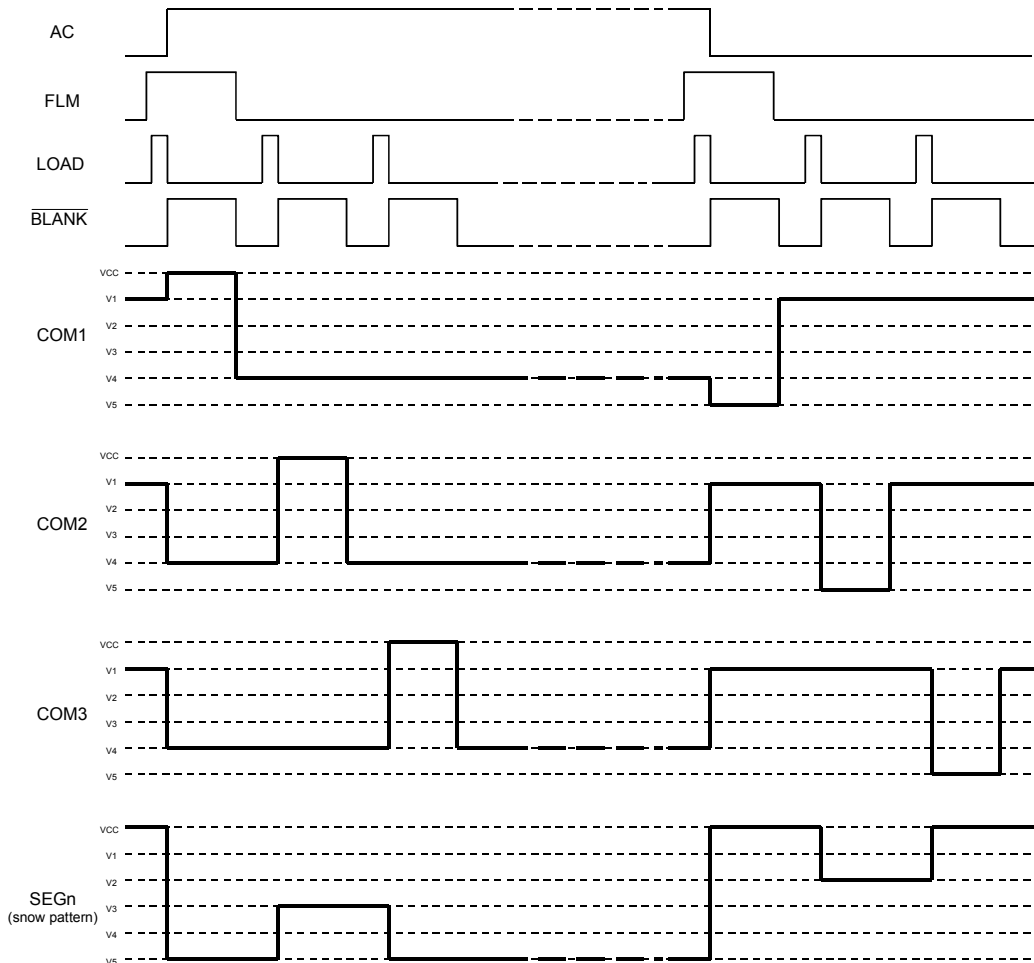 AC
FLM
LOAD
BLANK
VCC
V1
V2
COM1
V3
V4
V5
VCC
V1
V2
COM2
V3
V4
V5
VCC
V1
V2
COM3
V3
V4
V5
VCC
V1
V2
SEGn
V3
(snow pattern)
V4
V5